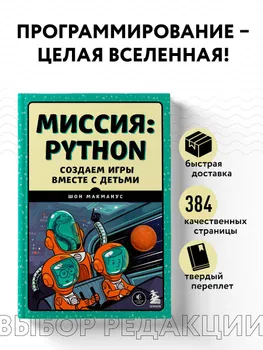 ПРОГРАММИРОВАНИЕ –
ЦЕЛАЯ ВСЕЛЕННАЯ!
МИССИЯ:
PYTHON
СОЗДАЕМ ИГРЫ
ВМЕСТЕ С ДЕТЬМИ
ШОН МАКМАНУС
быстрая
доставка
384
качественных
страницы
твердый
переплет
ВЫБОР РЕДАКЦИИ